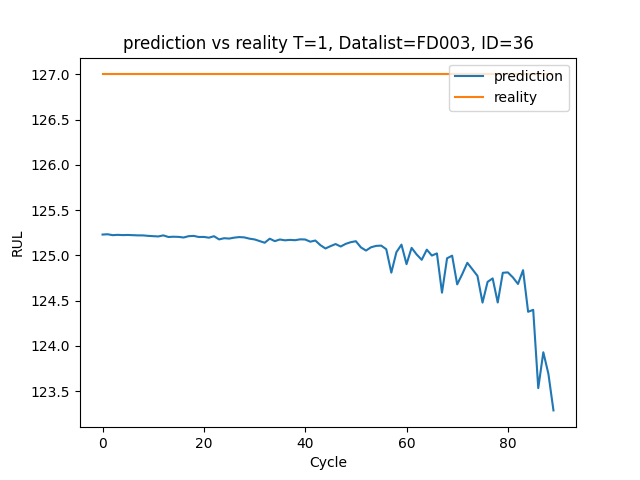 prediction vs reality T=1, Datalist=FD003, ID=36
127.0
126.5
126.0
125.5
125.0
124.5
124.0
123.5
RUL
prediction
reality
0 20 40 60 80
Cycle